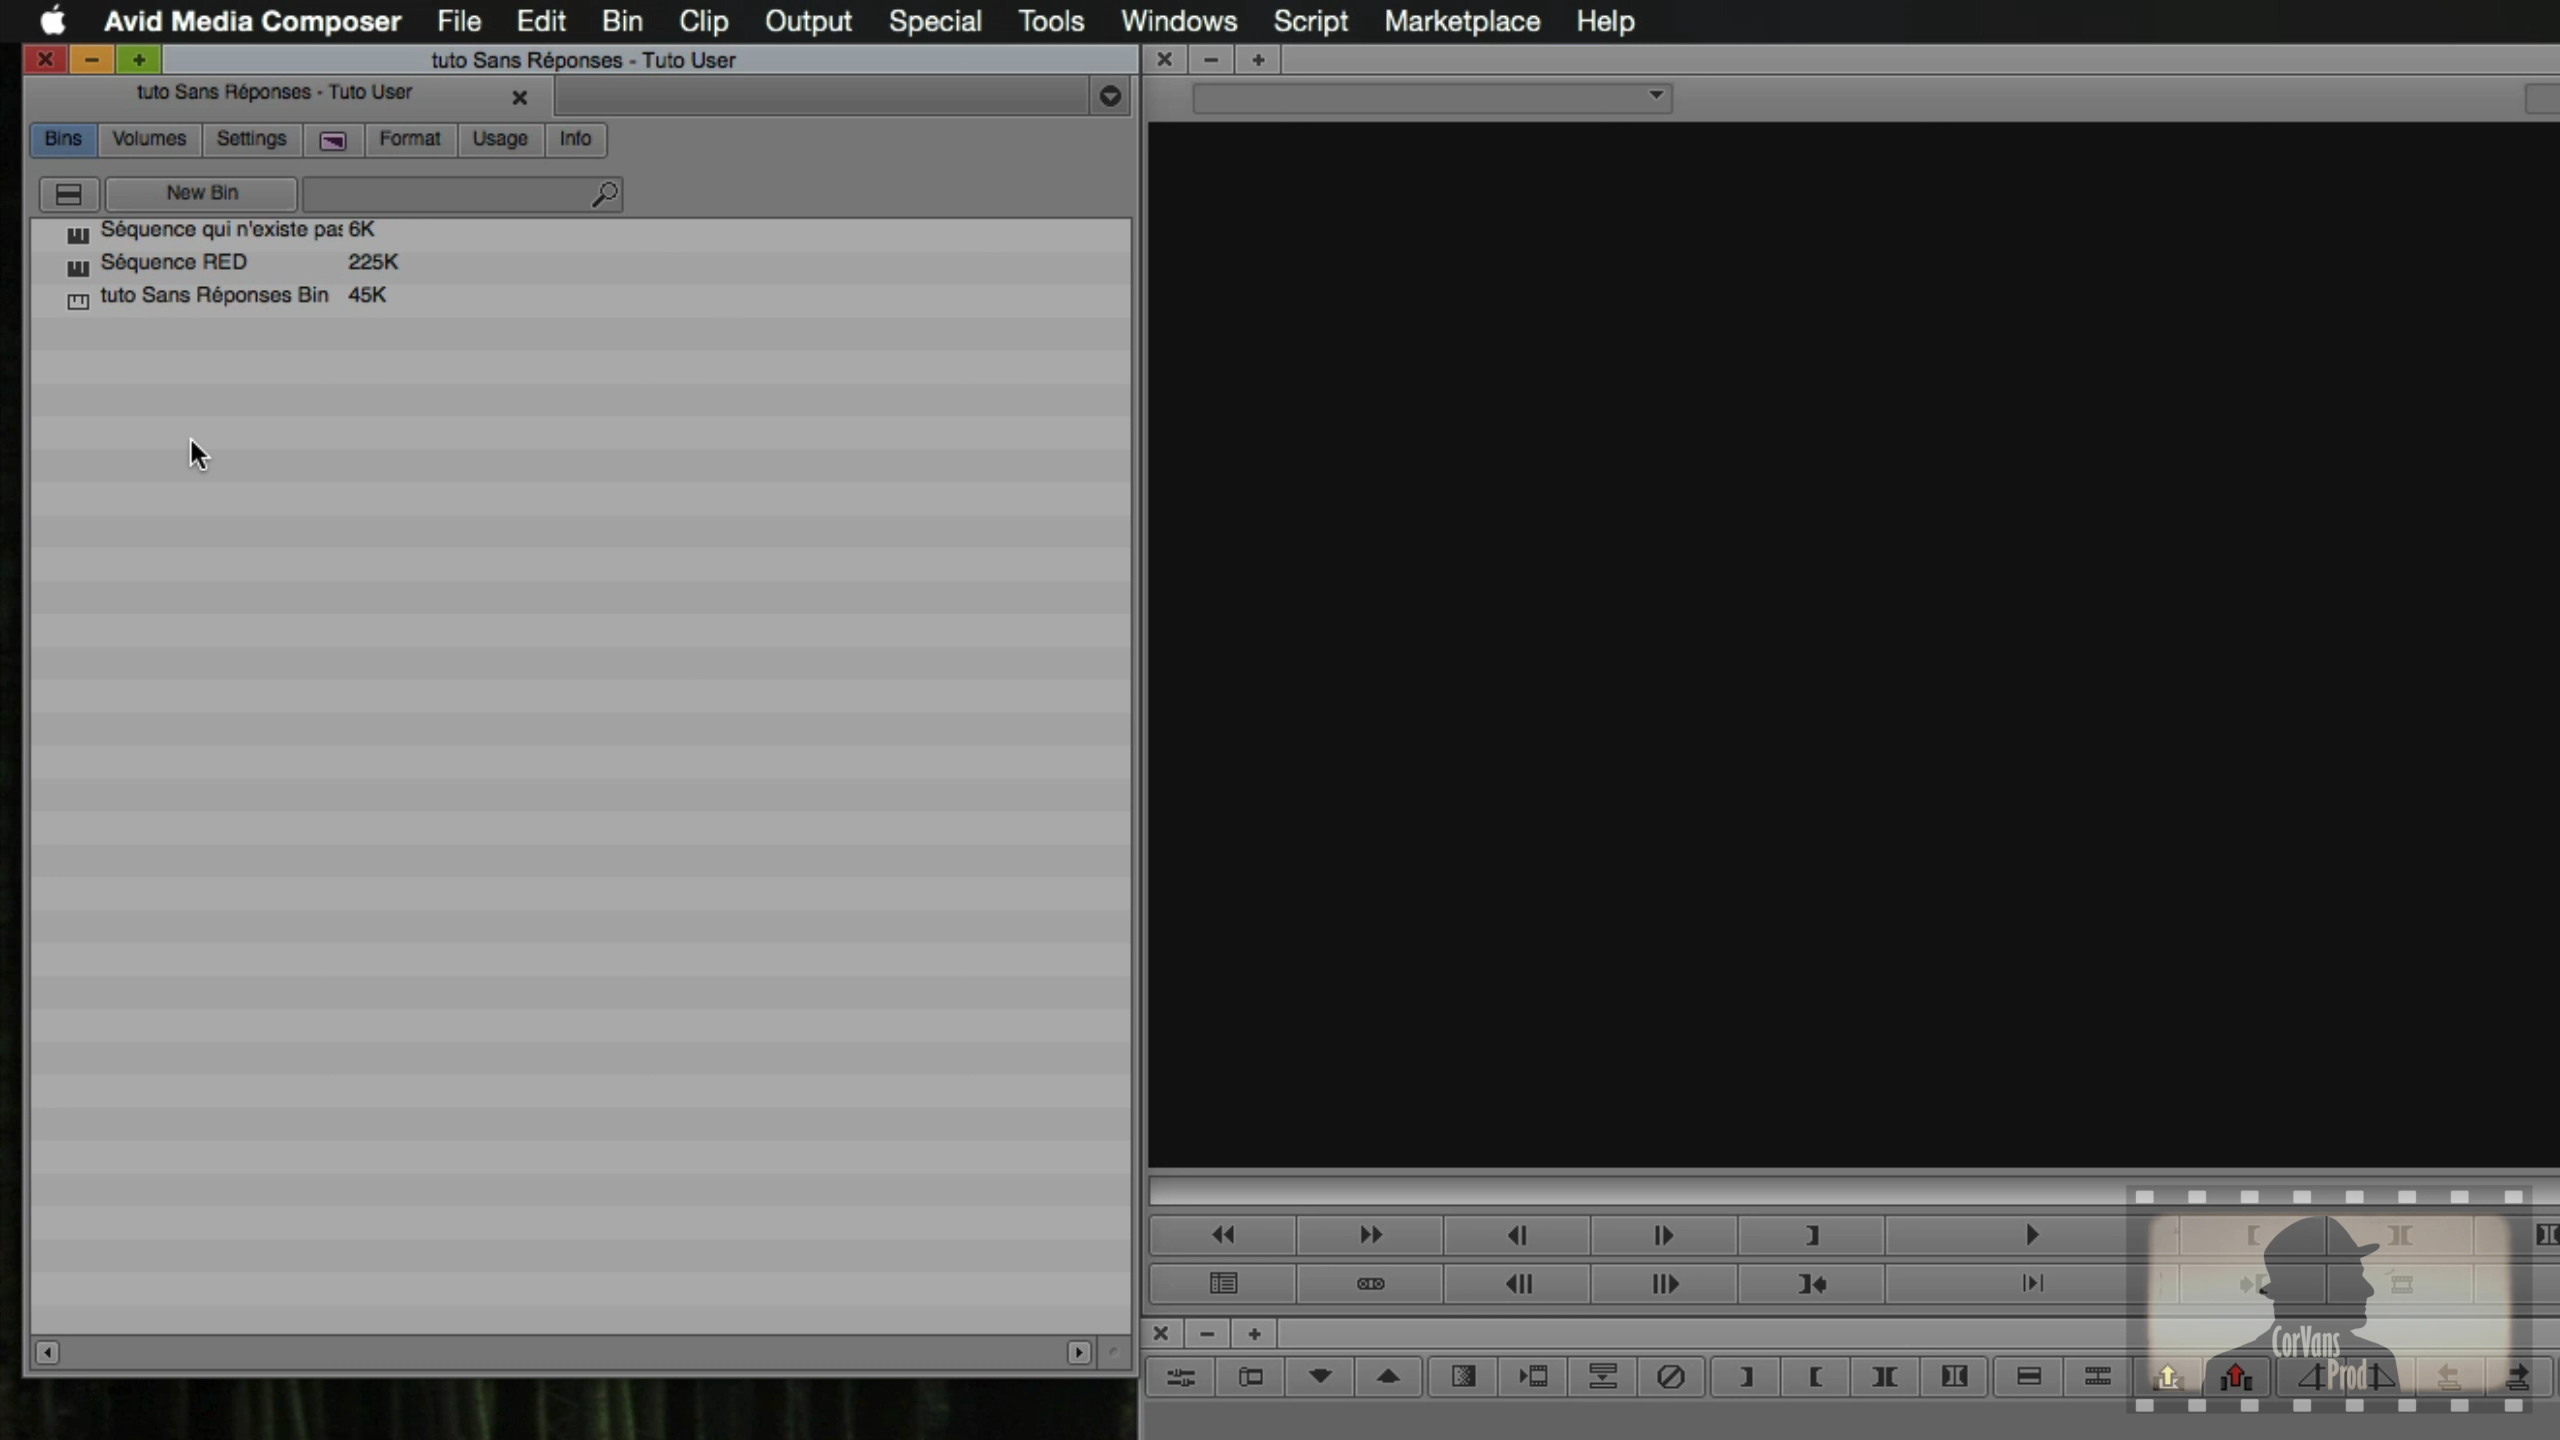 Avid Media Composer File Edit Bin Clip Output Special Tools Windows Script Marketplace Help
tuto Sans Réponses - Tuto User
tuto Sans Réponses - Tuto User
Bins Volumes Settings Format Usage Info
New Bin
Séquence qui n'existe pas 6K
Séquence RED 225K
tuto Sans Réponses Bin 45K
CorVans
Prod